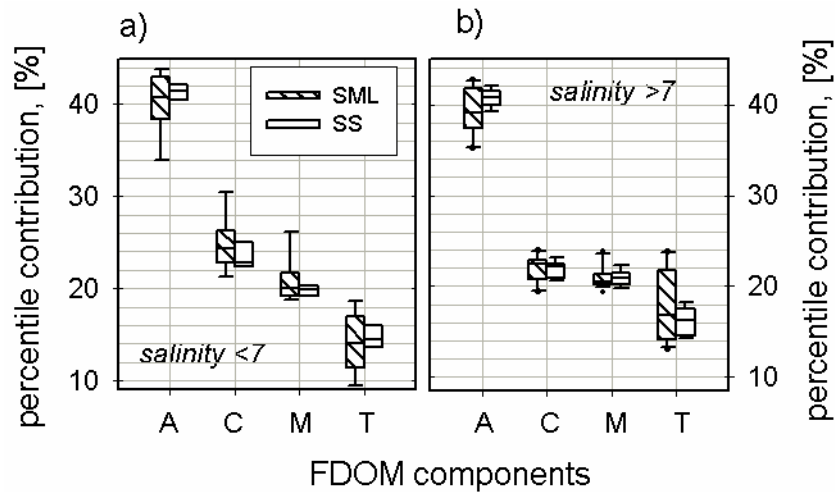 a)
b)
percentile contribution, [%]
40
30
20
10
SML
SS
salinity <7
A C M T
salinity >7
A C M T
40
30
20
10
percentile contribution, [%]
FDOM components